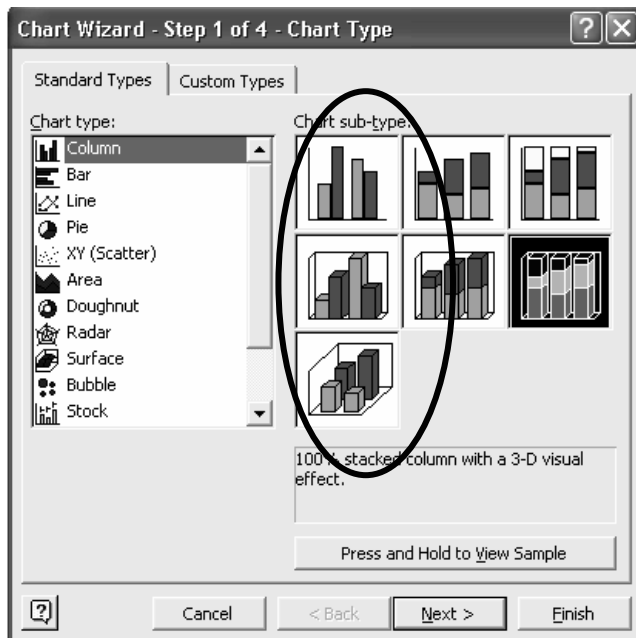 Chart Wizard - Step 1 of 4 - Chart Type
Standard Types
Custom Types
Chart type:
Column
Bar
Line
Pie
XY (Scatter)
Area
Doughnut
Radar
Surface
Bubble
Stock
Chart sub-type:
100% stacked column with a 3-D visual
effect.
Press and Hold to View Sample
Cancel
< Back
Next >
Finish